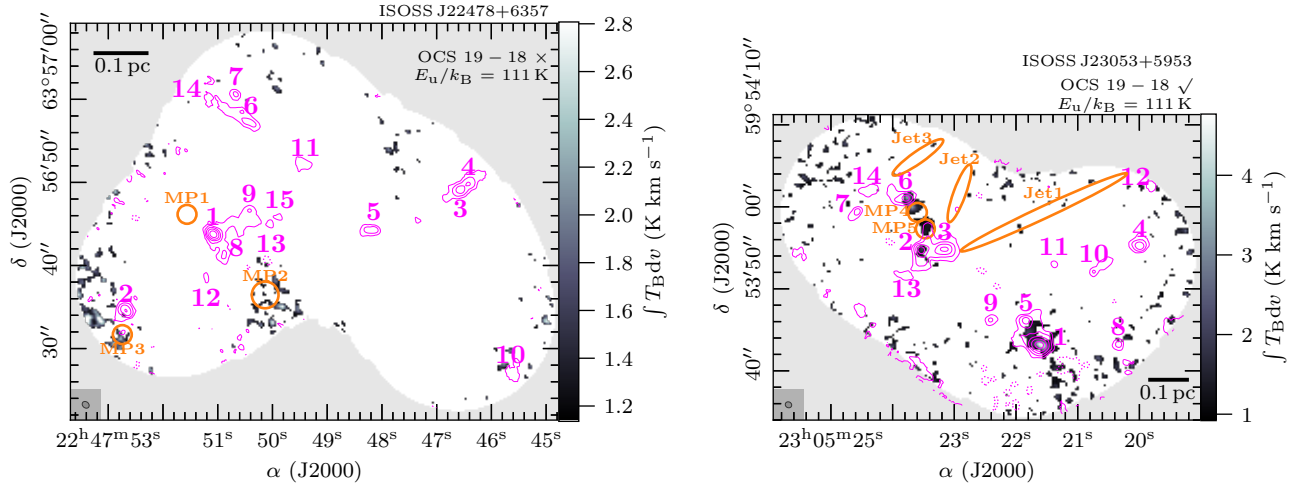 ISOSS J22478+6357
OCS 19 − 18 ×
E_u/k_B = 111 K
0.1 pc
14
7
6
11
4
3
MP1
9
15
1
8
5
13
MP2
12
2
MP3
10
63°57′00″
56′50″
40″
30″
δ (J2000)
22ʰ47ᵐ53ˢ
51ˢ
50ˢ
49ˢ
48ˢ
47ˢ
46ˢ
45ˢ
α (J2000)
2.8
2.6
2.4
2.2
2.0
1.8
1.6
1.4
1.2
∫ T_B dv (K km s⁻¹)
ISOSS J23053+5953
OCS 19 − 18 ✓
E_u/k_B = 111 K
Jet3
Jet2
Jet1
14
6
12
7
MP4
MP5
2
3
4
13
11
10
9
5
1
8
0.1 pc
59°54′10″
00″
53′50″
40″
δ (J2000)
23ʰ05ᵐ25ˢ
23ˢ
22ˢ
21ˢ
20ˢ
α (J2000)
4
3
2
1
∫ T_B dv (K km s⁻¹)